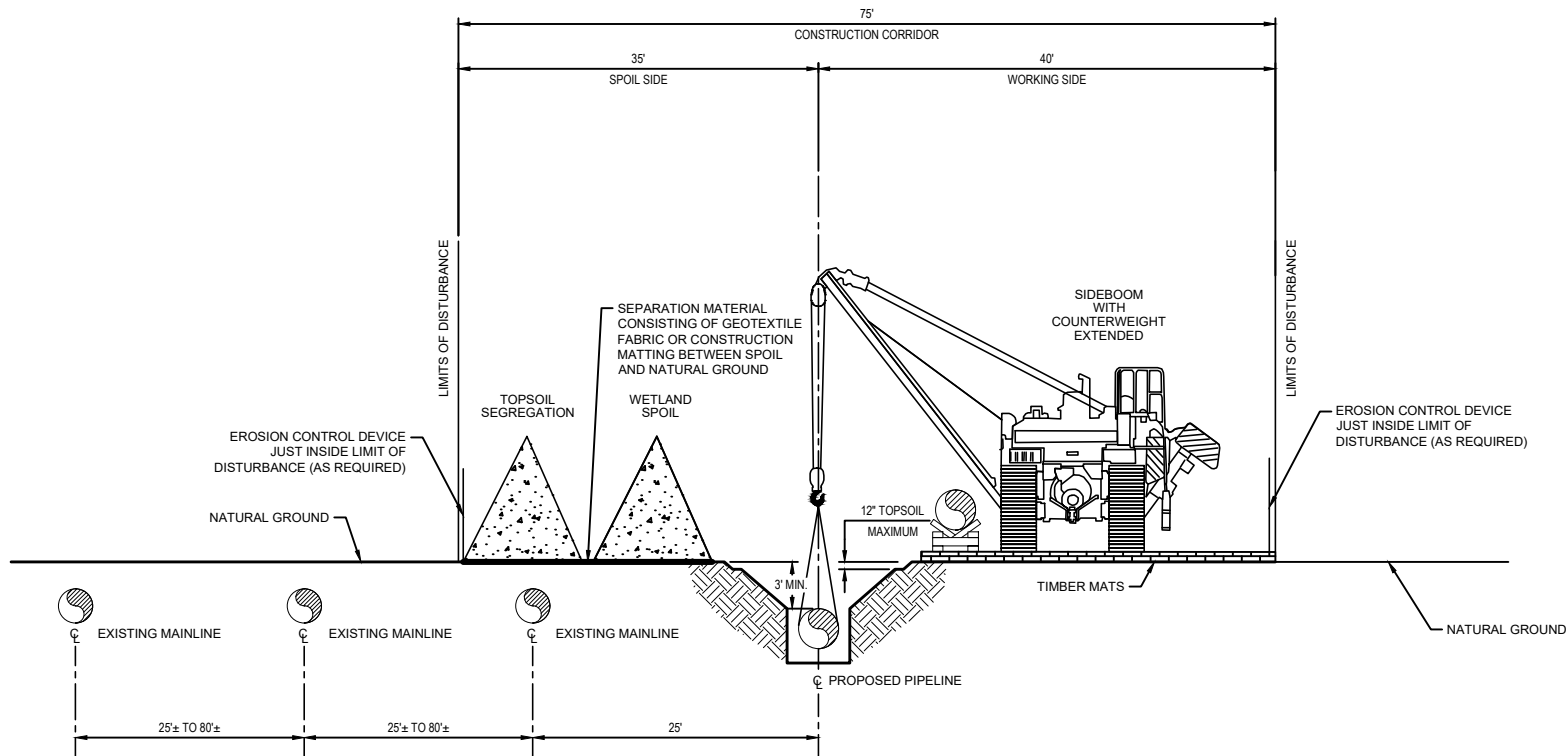 75'
CONSTRUCTION CORRIDOR
35'
SPOIL SIDE
40'
WORKING SIDE
LIMITS OF DISTURBANCE
LIMITS OF DISTURBANCE
SEPARATION MATERIAL
CONSISTING OF GEOTEXTILE
FABRIC OR CONSTRUCTION
MATTING BETWEEN SPOIL
AND NATURAL GROUND
SIDEBOOM
WITH
COUNTERWEIGHT
EXTENDED
TOPSOIL
SEGREGATION
WETLAND
SPOIL
EROSION CONTROL DEVICE
JUST INSIDE LIMIT OF
DISTURBANCE (AS REQUIRED)
EROSION CONTROL DEVICE
JUST INSIDE LIMIT OF
DISTURBANCE (AS REQUIRED)
NATURAL GROUND
12" TOPSOIL
MAXIMUM
3' MIN.
TIMBER MATS
NATURAL GROUND
CL EXISTING MAINLINE
CL EXISTING MAINLINE
CL EXISTING MAINLINE
CL PROPOSED PIPELINE
25'± TO 80'±
25'± TO 80'±
25'